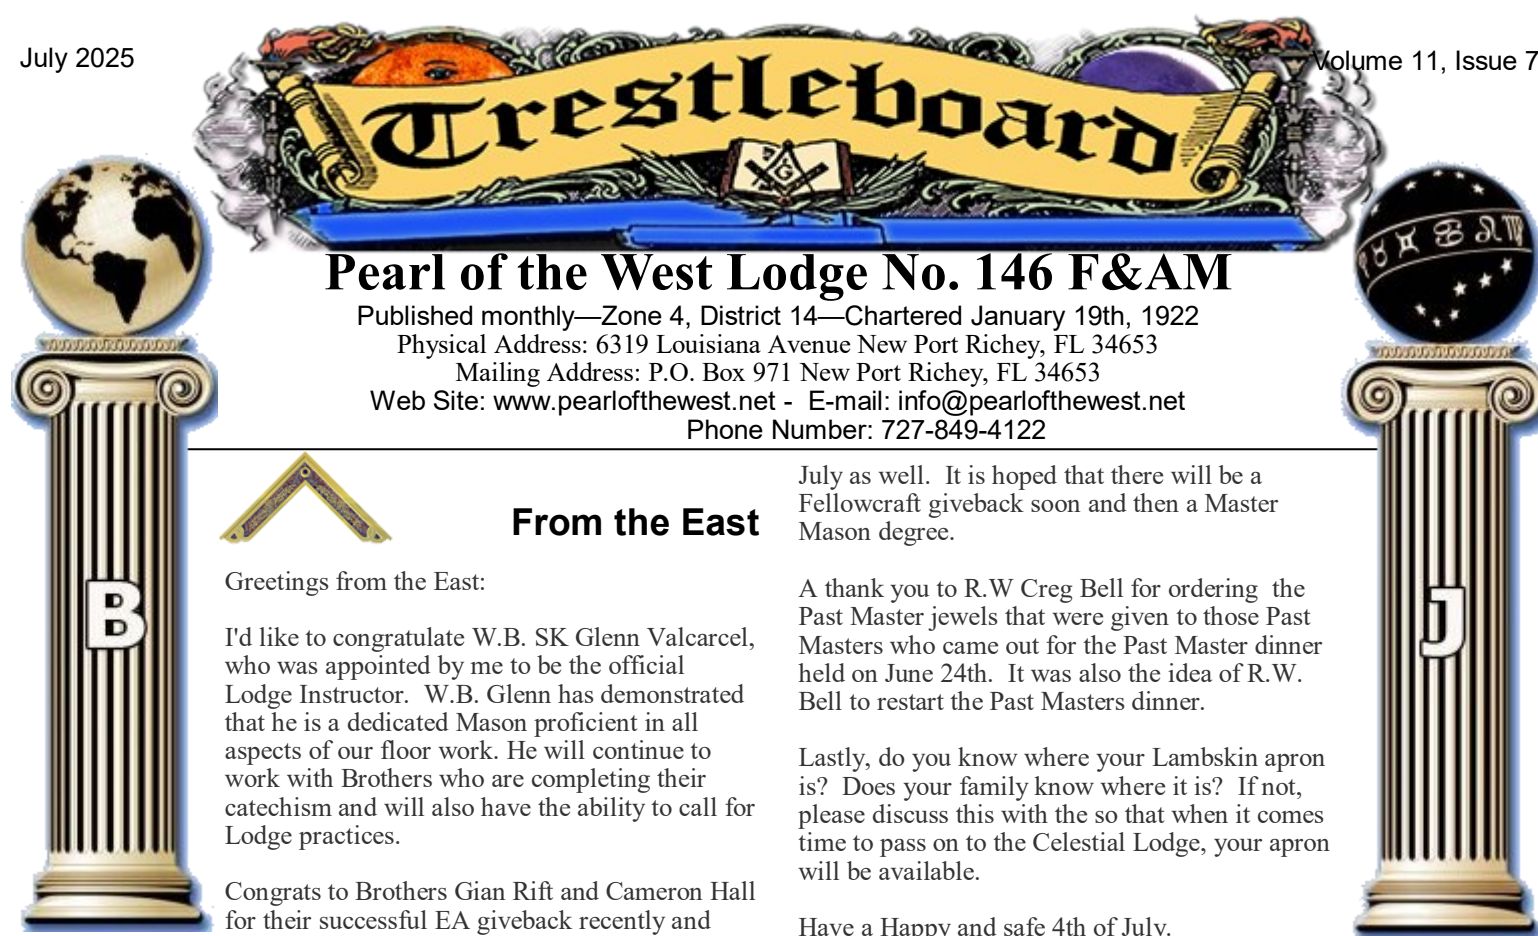 July 2025
Volume 11, Issue 7
Trestleboard
G
Pearl of the West Lodge No. 146 F&AM
Published monthly—Zone 4, District 14—Chartered January 19th, 1922
Physical Address: 6319 Louisiana Avenue New Port Richey, FL 34653
Mailing Address: P.O. Box 971 New Port Richey, FL 34653
Web Site: www.pearlofthewest.net -  E-mail: info@pearlofthewest.net
Phone Number: 727-849-4122
B
From the East
Greetings from the East:
I'd like to congratulate W.B. SK Glenn Valcarcel,
who was appointed by me to be the official
Lodge Instructor.  W.B. Glenn has demonstrated
that he is a dedicated Mason proficient in all
aspects of our floor work. He will continue to
work with Brothers who are completing their
catechism and will also have the ability to call for
Lodge practices.
Congrats to Brothers Gian Rift and Cameron Hall
for their successful EA giveback recently and
July as well.  It is hoped that there will be a
Fellowcraft giveback soon and then a Master
Mason degree.
A thank you to R.W Creg Bell for ordering  the
Past Master jewels that were given to those Past
Masters who came out for the Past Master dinner
held on June 24th.  It was also the idea of R.W.
Bell to restart the Past Masters dinner.
Lastly, do you know where your Lambskin apron
is?  Does your family know where it is?  If not,
please discuss this with the so that when it comes
time to pass on to the Celestial Lodge, your apron
will be available.
Have a Happy and safe 4th of July.
J